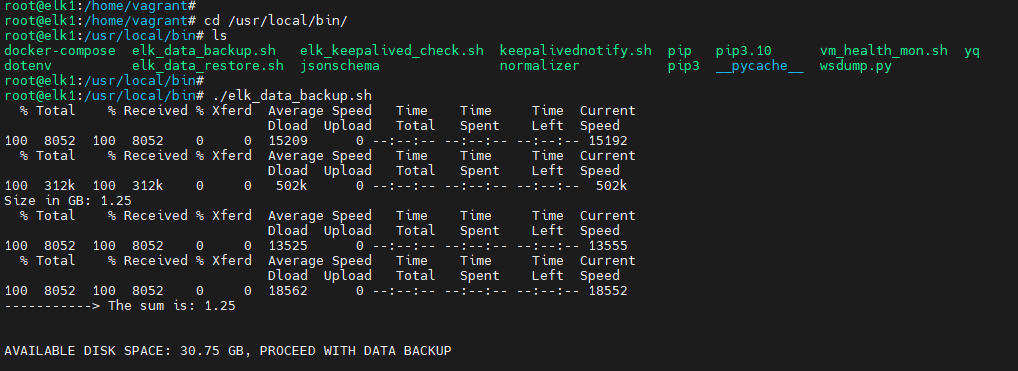 root@elk1:/home/vagrant#
root@elk1:/home/vagrant# cd /usr/local/bin/
root@elk1:/usr/local/bin# ls
docker-compose  elk_data_backup.sh   elk_keepalived_check.sh  keepalivednotify.sh  pip   pip3.10      vm_health_mon.sh  yq
dotenv          elk_data_restore.sh  jsonschema               normalizer           pip3  __pycache__  wsdump.py
root@elk1:/usr/local/bin#
root@elk1:/usr/local/bin# ./elk_data_backup.sh
  % Total    % Received % Xferd  Average Speed   Time    Time     Time  Current
                                 Dload  Upload   Total   Spent    Left  Speed
100  8052  100  8052    0     0  15209      0 --:--:-- --:--:-- --:--:-- 15192
  % Total    % Received % Xferd  Average Speed   Time    Time     Time  Current
                                 Dload  Upload   Total   Spent    Left  Speed
100  312k  100  312k    0     0   502k      0 --:--:-- --:--:-- --:--:--  502k
Size in GB: 1.25
  % Total    % Received % Xferd  Average Speed   Time    Time     Time  Current
                                 Dload  Upload   Total   Spent    Left  Speed
100  8052  100  8052    0     0  13525      0 --:--:-- --:--:-- --:--:-- 13555
  % Total    % Received % Xferd  Average Speed   Time    Time     Time  Current
                                 Dload  Upload   Total   Spent    Left  Speed
100  8052  100  8052    0     0  18562      0 --:--:-- --:--:-- --:--:-- 18552
-----------> The sum is: 1.25
AVAILABLE DISK SPACE: 30.75 GB, PROCEED WITH DATA BACKUP